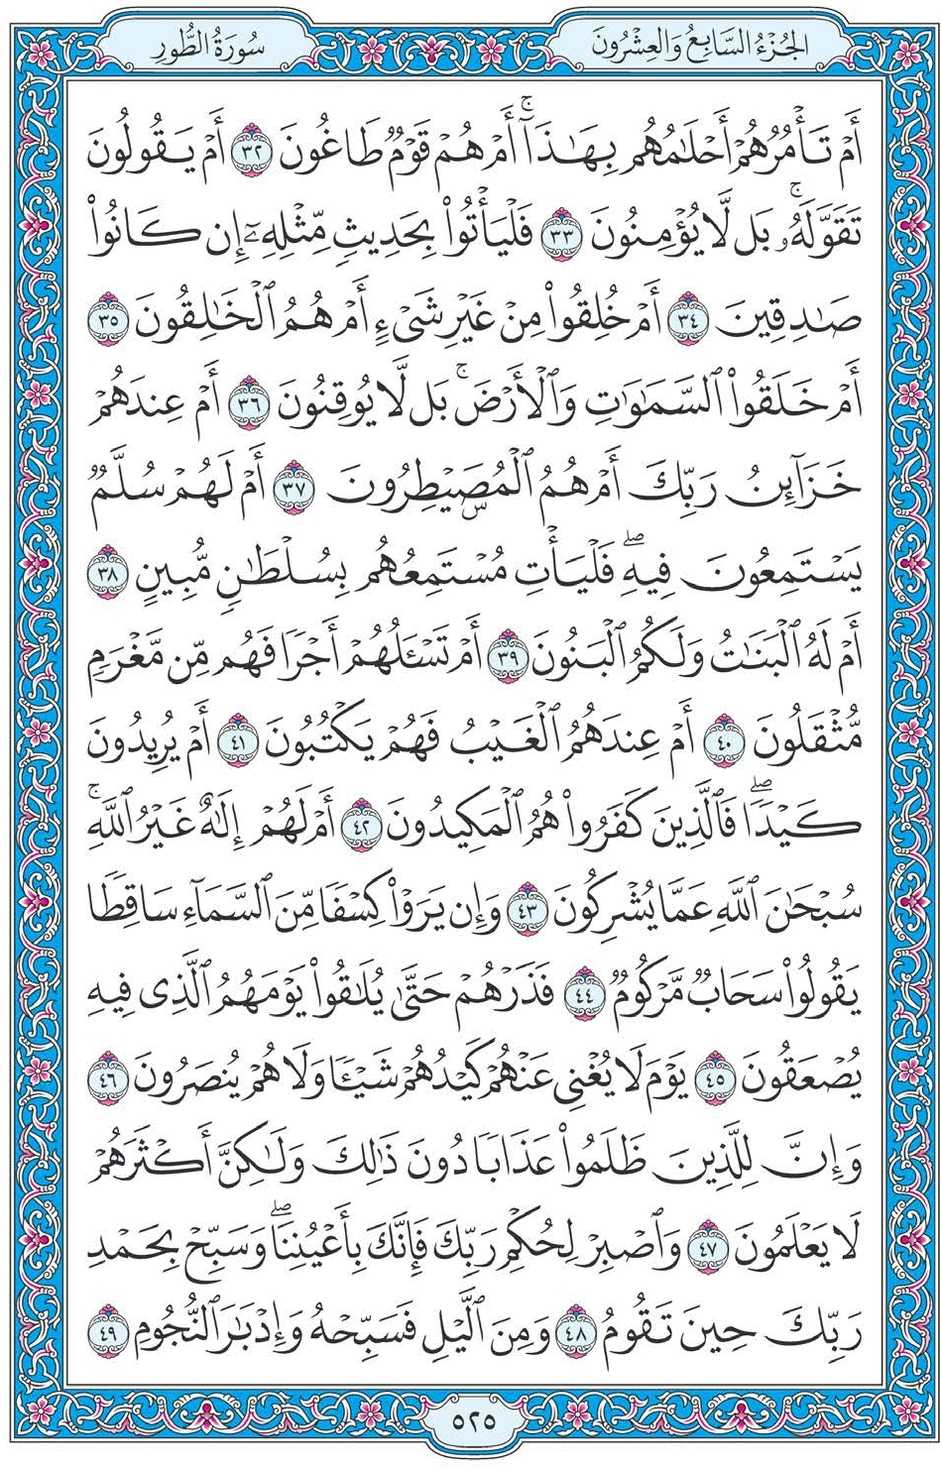 الجُزْءُ السَّابِعُ وَالعِشْرُونَ
سُورَةُ الطُّورِ
أَمْ تَأْمُرُهُمْ أَحْلَٰمُهُم بِهَٰذَآۚ أَمْ هُمْ قَوْمٌ طَاغُونَ ٣٢ أَمْ يَقُولُونَ
تَقَوَّلَهُۥۚ بَل لَّا يُؤْمِنُونَ ٣٣ فَلْيَأْتُوا۟ بِحَدِيثٍ مِّثْلِهِۦٓ إِن كَانُوا۟
صَٰدِقِينَ ٣٤ أَمْ خُلِقُوا۟ مِنْ غَيْرِ شَىْءٍ أَمْ هُمُ ٱلْخَٰلِقُونَ ٣٥
أَمْ خَلَقُوا۟ ٱلسَّمَٰوَٰتِ وَٱلْأَرْضَۚ بَل لَّا يُوقِنُونَ ٣٦ أَمْ عِندَهُمْ
خَزَآئِنُ رَبِّكَ أَمْ هُمُ ٱلْمُصَۣيْطِرُونَ ٣٧ أَمْ لَهُمْ سُلَّمٌ
يَسْتَمِعُونَ فِيهِۖ فَلْيَأْتِ مُسْتَمِعُهُم بِسُلْطَٰنٍ مُّبِينٍ ٣٨
أَمْ لَهُ ٱلْبَنَٰتُ وَلَكُمُ ٱلْبَنُونَ ٣٩ أَمْ تَسْـَٔلُهُمْ أَجْرًا فَهُم مِّن مَّغْرَمٍ
مُّثْقَلُونَ ٤٠ أَمْ عِندَهُمُ ٱلْغَيْبُ فَهُمْ يَكْتُبُونَ ٤١ أَمْ يُرِيدُونَ
كَيْدًاۖ فَٱلَّذِينَ كَفَرُوا۟ هُمُ ٱلْمَكِيدُونَ ٤٢ أَمْ لَهُمْ إِلَٰهٌ غَيْرُ ٱللَّهِۚ
سُبْحَٰنَ ٱللَّهِ عَمَّا يُشْرِكُونَ ٤٣ وَإِن يَرَوْا۟ كِسْفًا مِّنَ ٱلسَّمَآءِ سَاقِطًا
يَقُولُوا۟ سَحَابٌ مَّرْكُومٌ ٤٤ فَذَرْهُمْ حَتَّىٰ يُلَٰقُوا۟ يَوْمَهُمُ ٱلَّذِى فِيهِ
يُصْعَقُونَ ٤٥ يَوْمَ لَا يُغْنِى عَنْهُمْ كَيْدُهُمْ شَيْـًٔا وَلَا هُمْ يُنصَرُونَ ٤٦
وَإِنَّ لِلَّذِينَ ظَلَمُوا۟ عَذَابًا دُونَ ذَٰلِكَ وَلَٰكِنَّ أَكْثَرَهُمْ
لَا يَعْلَمُونَ ٤٧ وَٱصْبِرْ لِحُكْمِ رَبِّكَ فَإِنَّكَ بِأَعْيُنِنَاۖ وَسَبِّحْ بِحَمْدِ
رَبِّكَ حِينَ تَقُومُ ٤٨ وَمِنَ ٱلَّيْلِ فَسَبِّحْهُ وَإِدْبَٰرَ ٱلنُّجُومِ ٤٩
٥٢٥